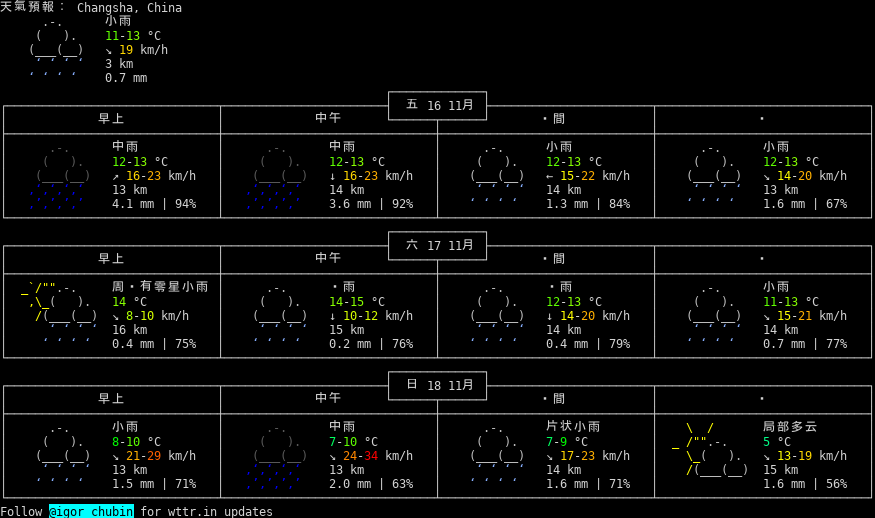 天氣預報： Changsha, China
小雨
11-13 °C
↘ 19 km/h
3 km
0.7 mm
五 16 11月
早上 中午 ・間 ・
中雨 中雨 小雨 小雨
12-13 °C 12-13 °C 12-13 °C 12-13 °C
↗ 16-23 km/h ↓ 16-23 km/h ← 15-22 km/h ↘ 14-20 km/h
13 km 14 km 14 km 13 km
4.1 mm | 94% 3.6 mm | 92% 1.3 mm | 84% 1.6 mm | 67%
六 17 11月
早上 中午 ・間 ・
周・有零星小雨 ・雨 ・雨 小雨
14 °C 14-15 °C 12-13 °C 11-13 °C
↘ 8-10 km/h ↓ 10-12 km/h ↓ 14-20 km/h ↘ 15-21 km/h
16 km 15 km 14 km 14 km
0.4 mm | 75% 0.2 mm | 76% 0.4 mm | 79% 0.7 mm | 77%
日 18 11月
早上 中午 ・間 ・
小雨 中雨 片状小雨 局部多云
8-10 °C 7-10 °C 7-9 °C 5 °C
↘ 21-29 km/h ↘ 24-34 km/h ↘ 17-23 km/h ↘ 13-19 km/h
13 km 13 km 14 km 15 km
1.5 mm | 71% 2.0 mm | 63% 1.6 mm | 71% 1.6 mm | 56%
Follow @igor_chubin for wttr.in updates